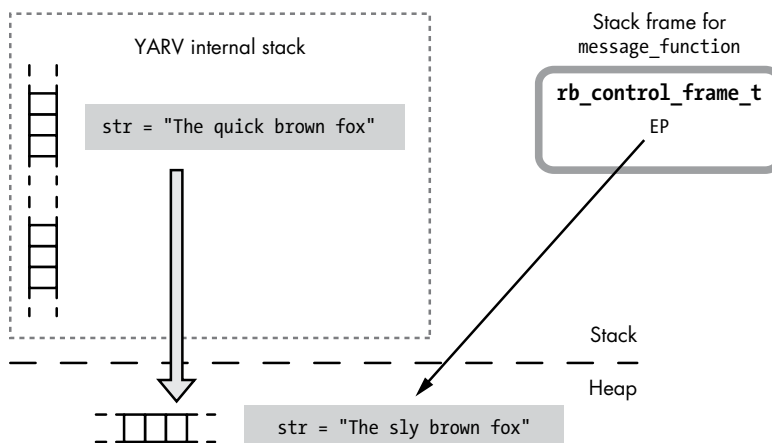 YARV internal stack
str = "The quick brown fox"
Stack frame for
message_function
rb_control_frame_t
EP
Stack
Heap
str = "The sly brown fox"